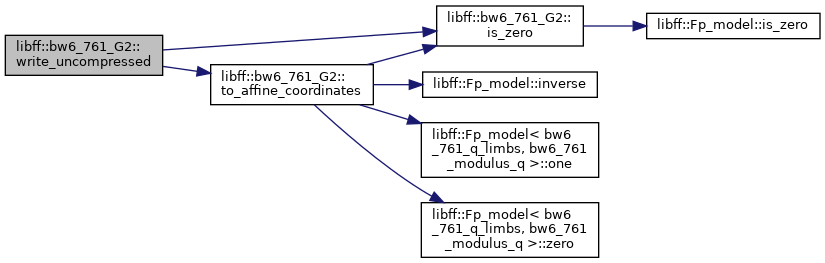 libff::bw6_761_G2::
write_uncompressed
libff::bw6_761_G2::
is_zero
libff::Fp_model::is_zero
libff::bw6_761_G2::
to_affine_coordinates
libff::Fp_model::inverse
libff::Fp_model< bw6
_761_q_limbs, bw6_761
_modulus_q >::one
libff::Fp_model< bw6
_761_q_limbs, bw6_761
_modulus_q >::zero